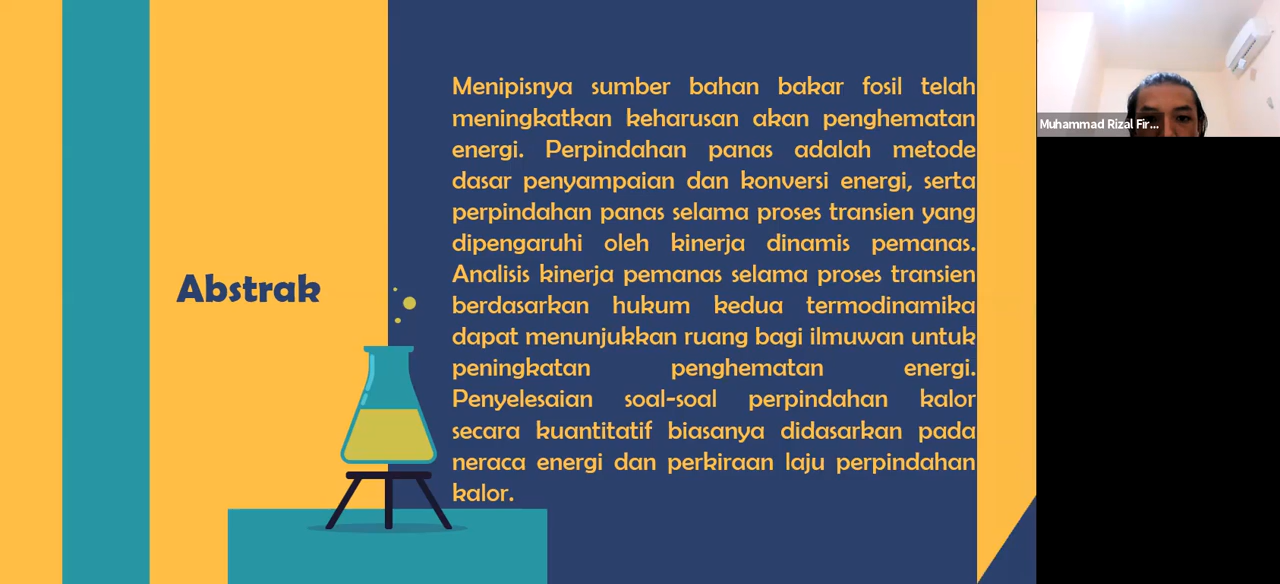 Abstrak
Menipisnya sumber bahan bakar fosil telah
meningkatkan keharusan akan penghematan
energi. Perpindahan panas adalah metode
dasar penyampaian dan konversi energi, serta
perpindahan panas selama proses transien yang
dipengaruhi oleh kinerja dinamis pemanas.
Analisis kinerja pemanas selama proses transien
berdasarkan hukum kedua termodinamika
dapat menunjukkan ruang bagi ilmuwan untuk
peningkatan penghematan energi.
Penyelesaian soal-soal perpindahan kalor
secara kuantitatif biasanya didasarkan pada
neraca energi dan perkiraan laju perpindahan
kalor.
Muhammad Rizal Fir...